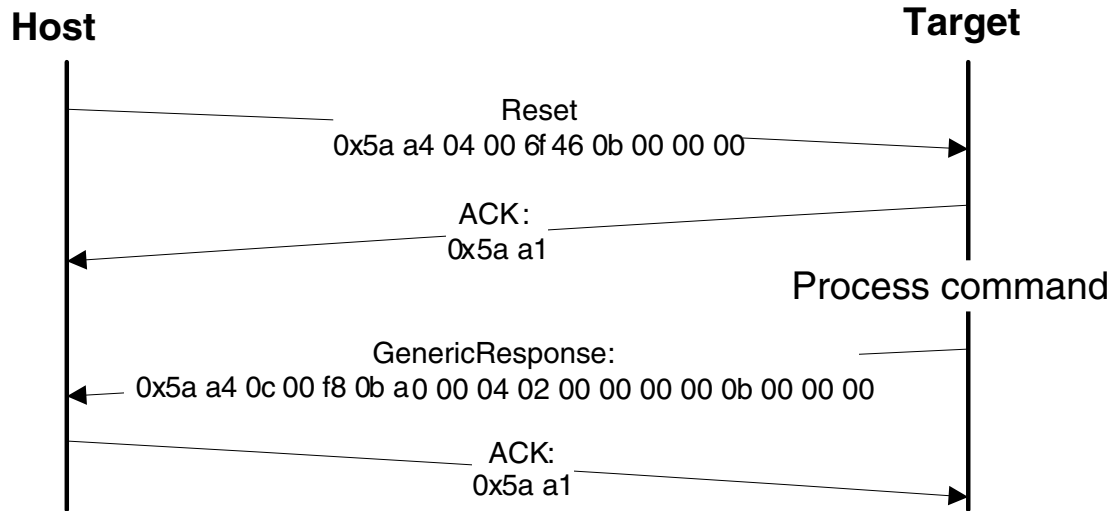 Host
Target
Reset
0x5a a4 04 00 6f 46 0b 00 00 00
ACK:
0x5a a1
Process command
GenericResponse:
0x5a a4 0c 00 f8 0b a0 00 04 02 00 00 00 00 0b 00 00 00
ACK:
0x5a a1